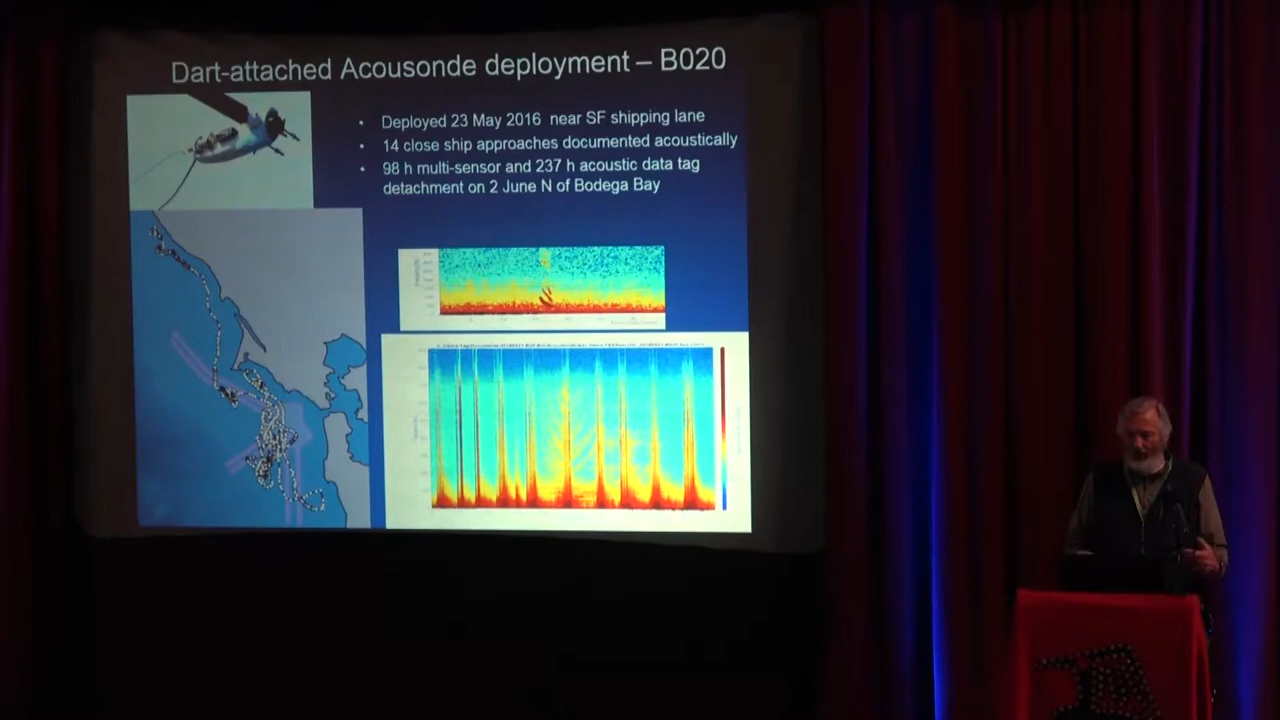 Dart-attached Acousonde deployment – B020
• Deployed 23 May 2016 near SF shipping lane
• 14 close ship approaches documented acoustically
• 98 h multi-sensor and 237 h acoustic data tag
detachment on 2 June N of Bodega Bay